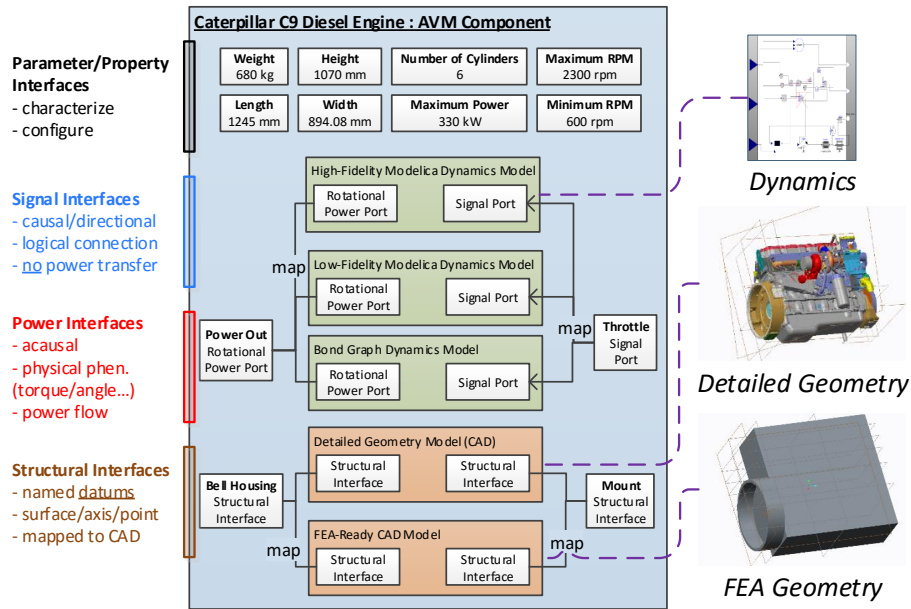 Caterpillar C9 Diesel Engine : AVM Component
Parameter/Property
Interfaces
- characterize
- configure
Weight
680 kg
Height
1070 mm
Number of Cylinders
6
Maximum RPM
2300 rpm
Length
1245 mm
Width
894.08 mm
Maximum Power
330 kW
Minimum RPM
600 rpm
Signal Interfaces
- causal/directional
- logical connection
- no power transfer
Power Interfaces
- acausal
- physical phen.
(torque/angle...)
- power flow
Structural Interfaces
- named datums
- surface/axis/point
- mapped to CAD
High-Fidelity Modelica Dynamics Model
Rotational
Power Port
Signal Port
map
Low-Fidelity Modelica Dynamics Model
Rotational
Power Port
Signal Port
map
Power Out
Rotational
Power Port
Throttle
Signal
Port
Bond Graph Dynamics Model
Rotational
Power Port
Signal Port
Detailed Geometry Model (CAD)
Structural
Interface
Structural
Interface
Bell Housing
Structural
Interface
Mount
Structural
Interface
map
map
FEA-Ready CAD Model
Structural
Interface
Structural
Interface
Dynamics
Detailed Geometry
FEA Geometry